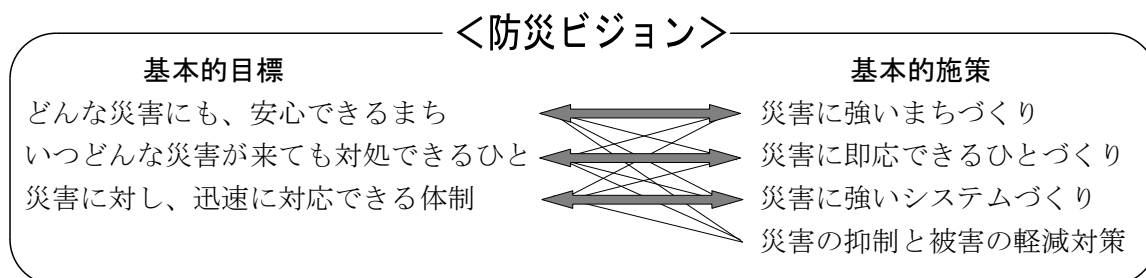 ＜防災ビジョン＞
基本的目標
どんな災害にも、安心できるまち
いつどんな災害が来ても対処できるひと
災害に対し、迅速に対応できる体制
基本的施策
災害に強いまちづくり
災害に即応できるひとづくり
災害に強いシステムづくり
災害の抑制と被害の軽減対策